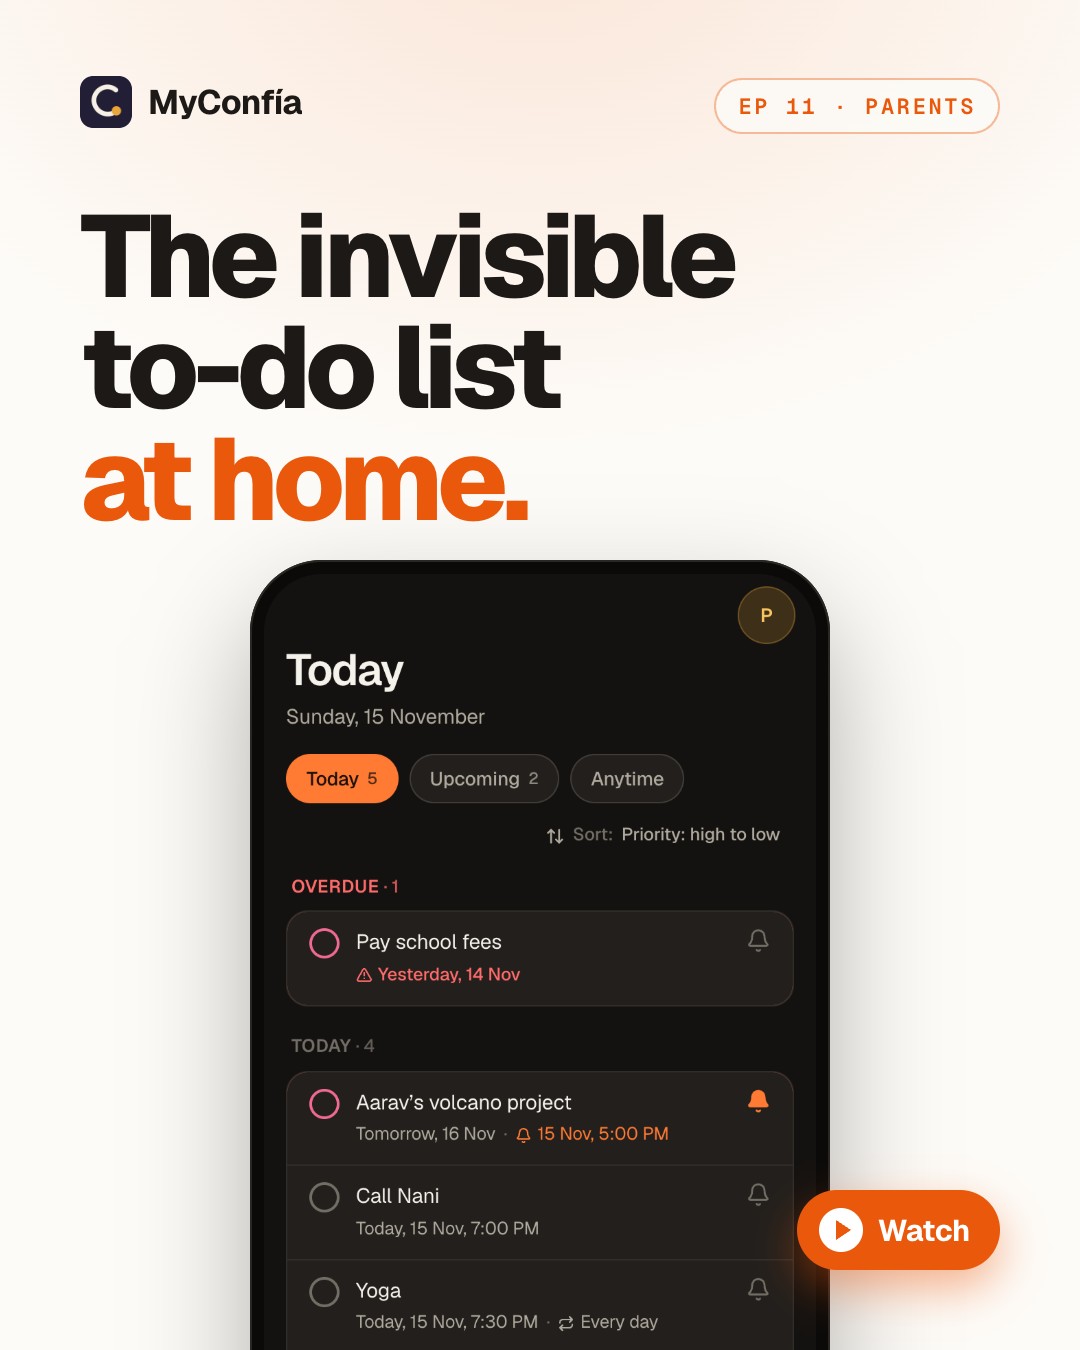 MyConfía
EP 11 · PARENTS
The invisible
to-do list
at home.
P
Today
Sunday, 15 November
Today 5 Upcoming 2 Anytime
Sort: Priority: high to low
OVERDUE · 1
Pay school fees
Yesterday, 14 Nov
TODAY · 4
Aarav’s volcano project
Tomorrow, 16 Nov · 15 Nov, 5:00 PM
Call Nani
Today, 15 Nov, 7:00 PM
Watch
Yoga
Today, 15 Nov, 7:30 PM · Every day